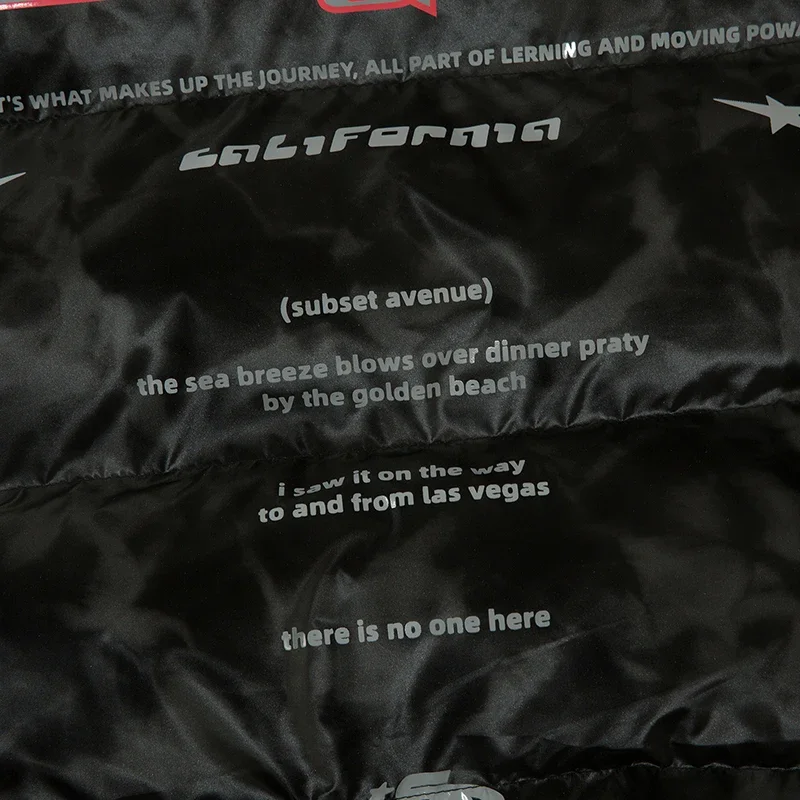 T'S WHAT MAKES UP THE JOURNEY, ALL PART OF LERNING AND MOVING POWA
CALIFORNIA
(subset avenue)
the sea breeze blows over dinner praty
by the golden beach
i saw it on the way
to and from las vegas
there is no one here